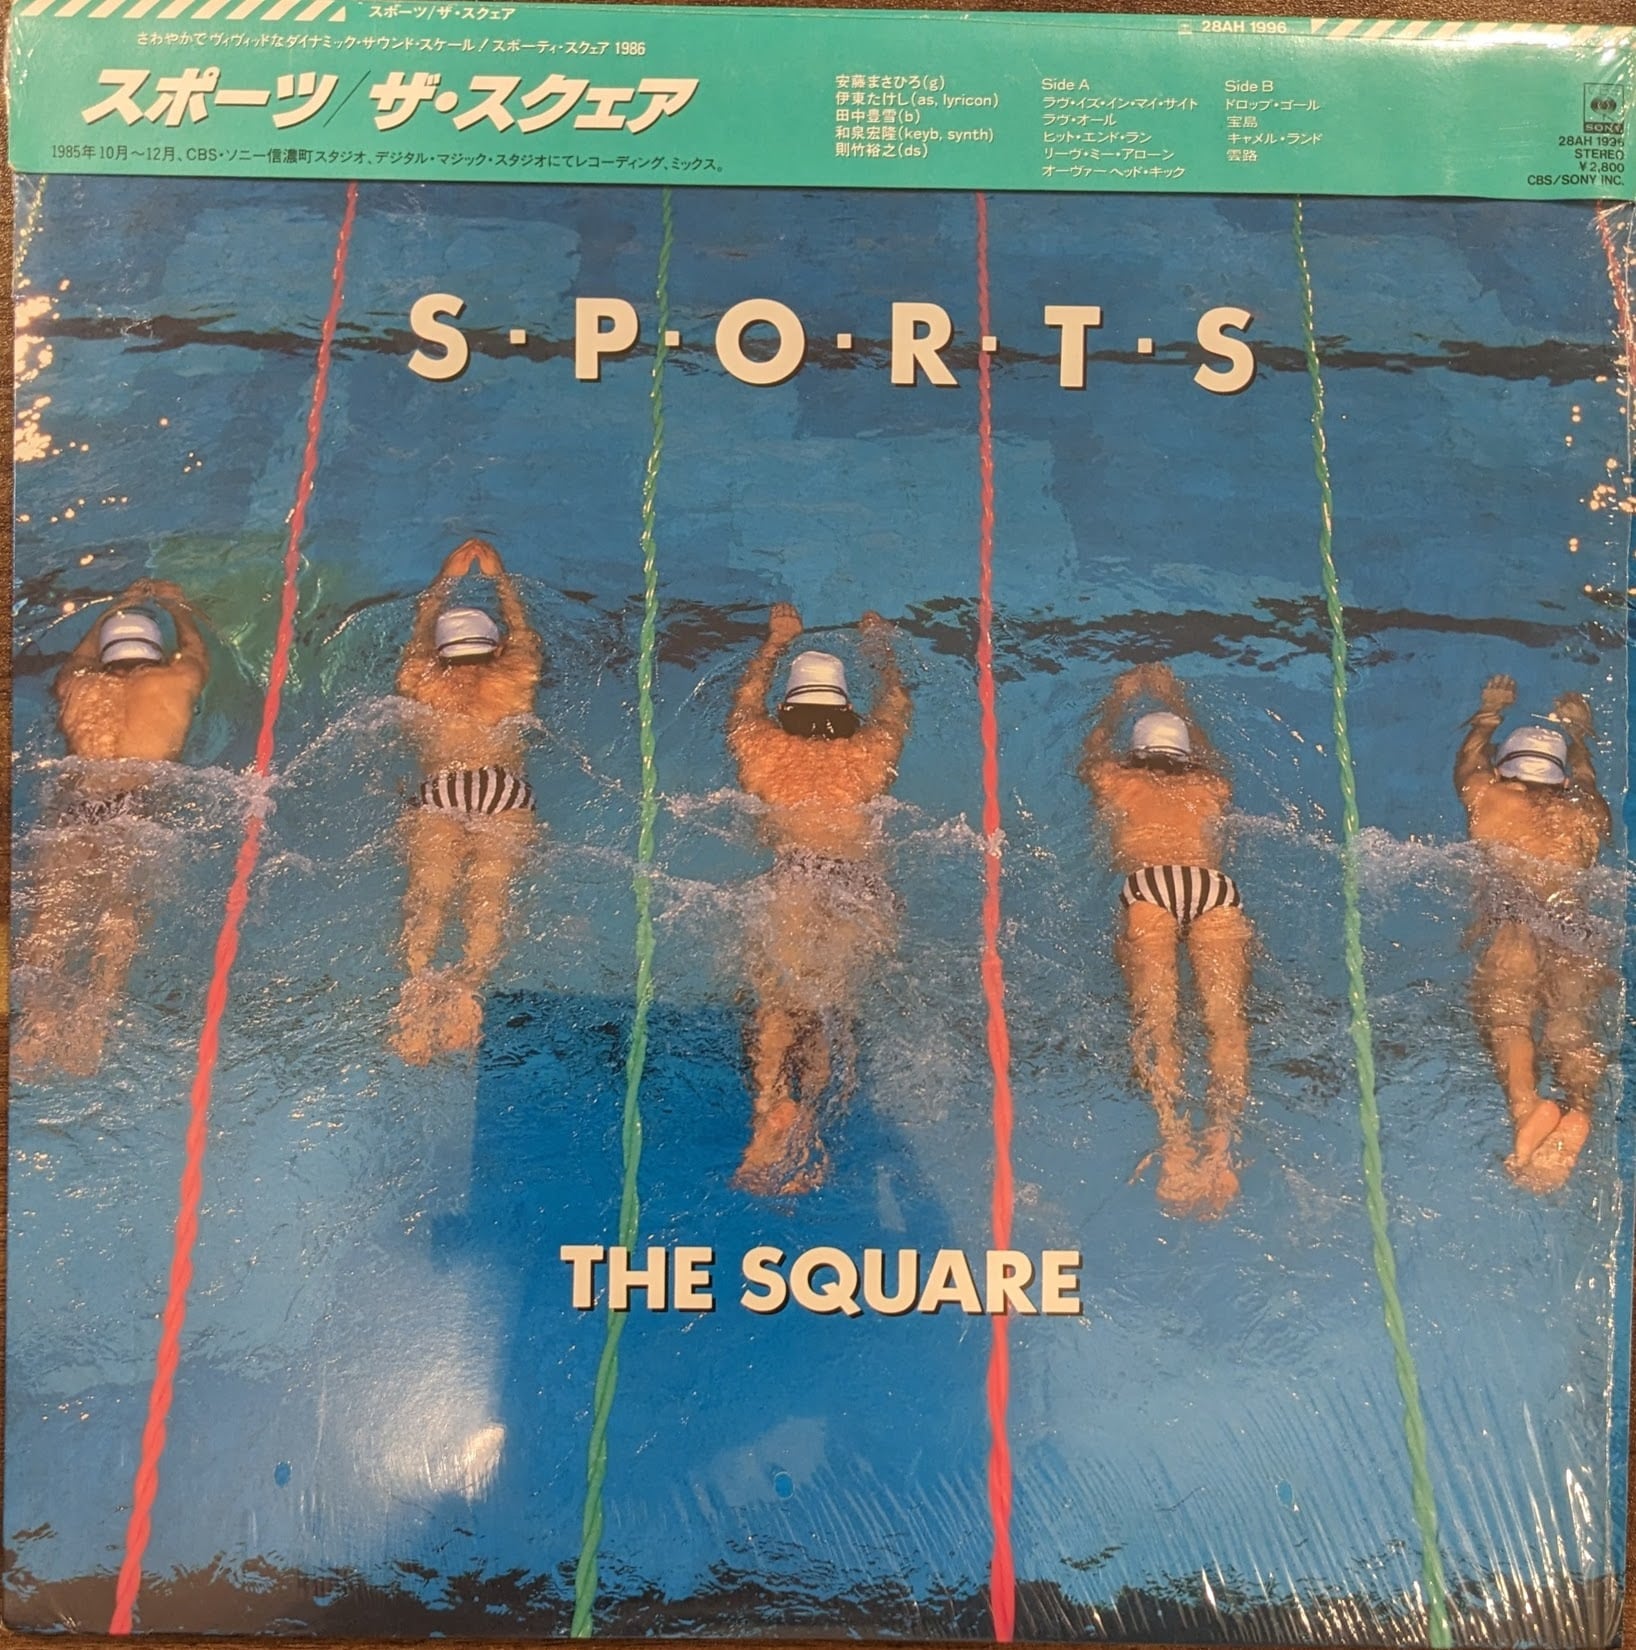 スポーツ/ザ・スクェア
28AH 1996
さわやかでヴィヴィッドなダイナミック・サウンド・スケール! スポーティ・スクェア 1986
スポーツ/ザ・スクェア
1985年10月〜12月、CBS・ソニー信濃町スタジオ、デジタル・マジック・スタジオにてレコーディング、ミックス。
安藤まさひろ(g)
伊東たけし(as, lyricon)
田中豊雪(b)
和泉宏隆(keyb, synth)
則竹裕之(ds)
Side A
ラヴ・イズ・イン・マイ・サイト
ラヴ・オール
ヒット・エンド・ラン
リーヴ・ミー・アローン
オーヴァー ヘッド・キック
Side B
ドロップ・ゴール
宝島
キャメル・ランド
雲路
SONY
28AH 1996
STEREO
¥2,800
CBS/SONY INC.
S・P・O・R・T・S
THE SQUARE